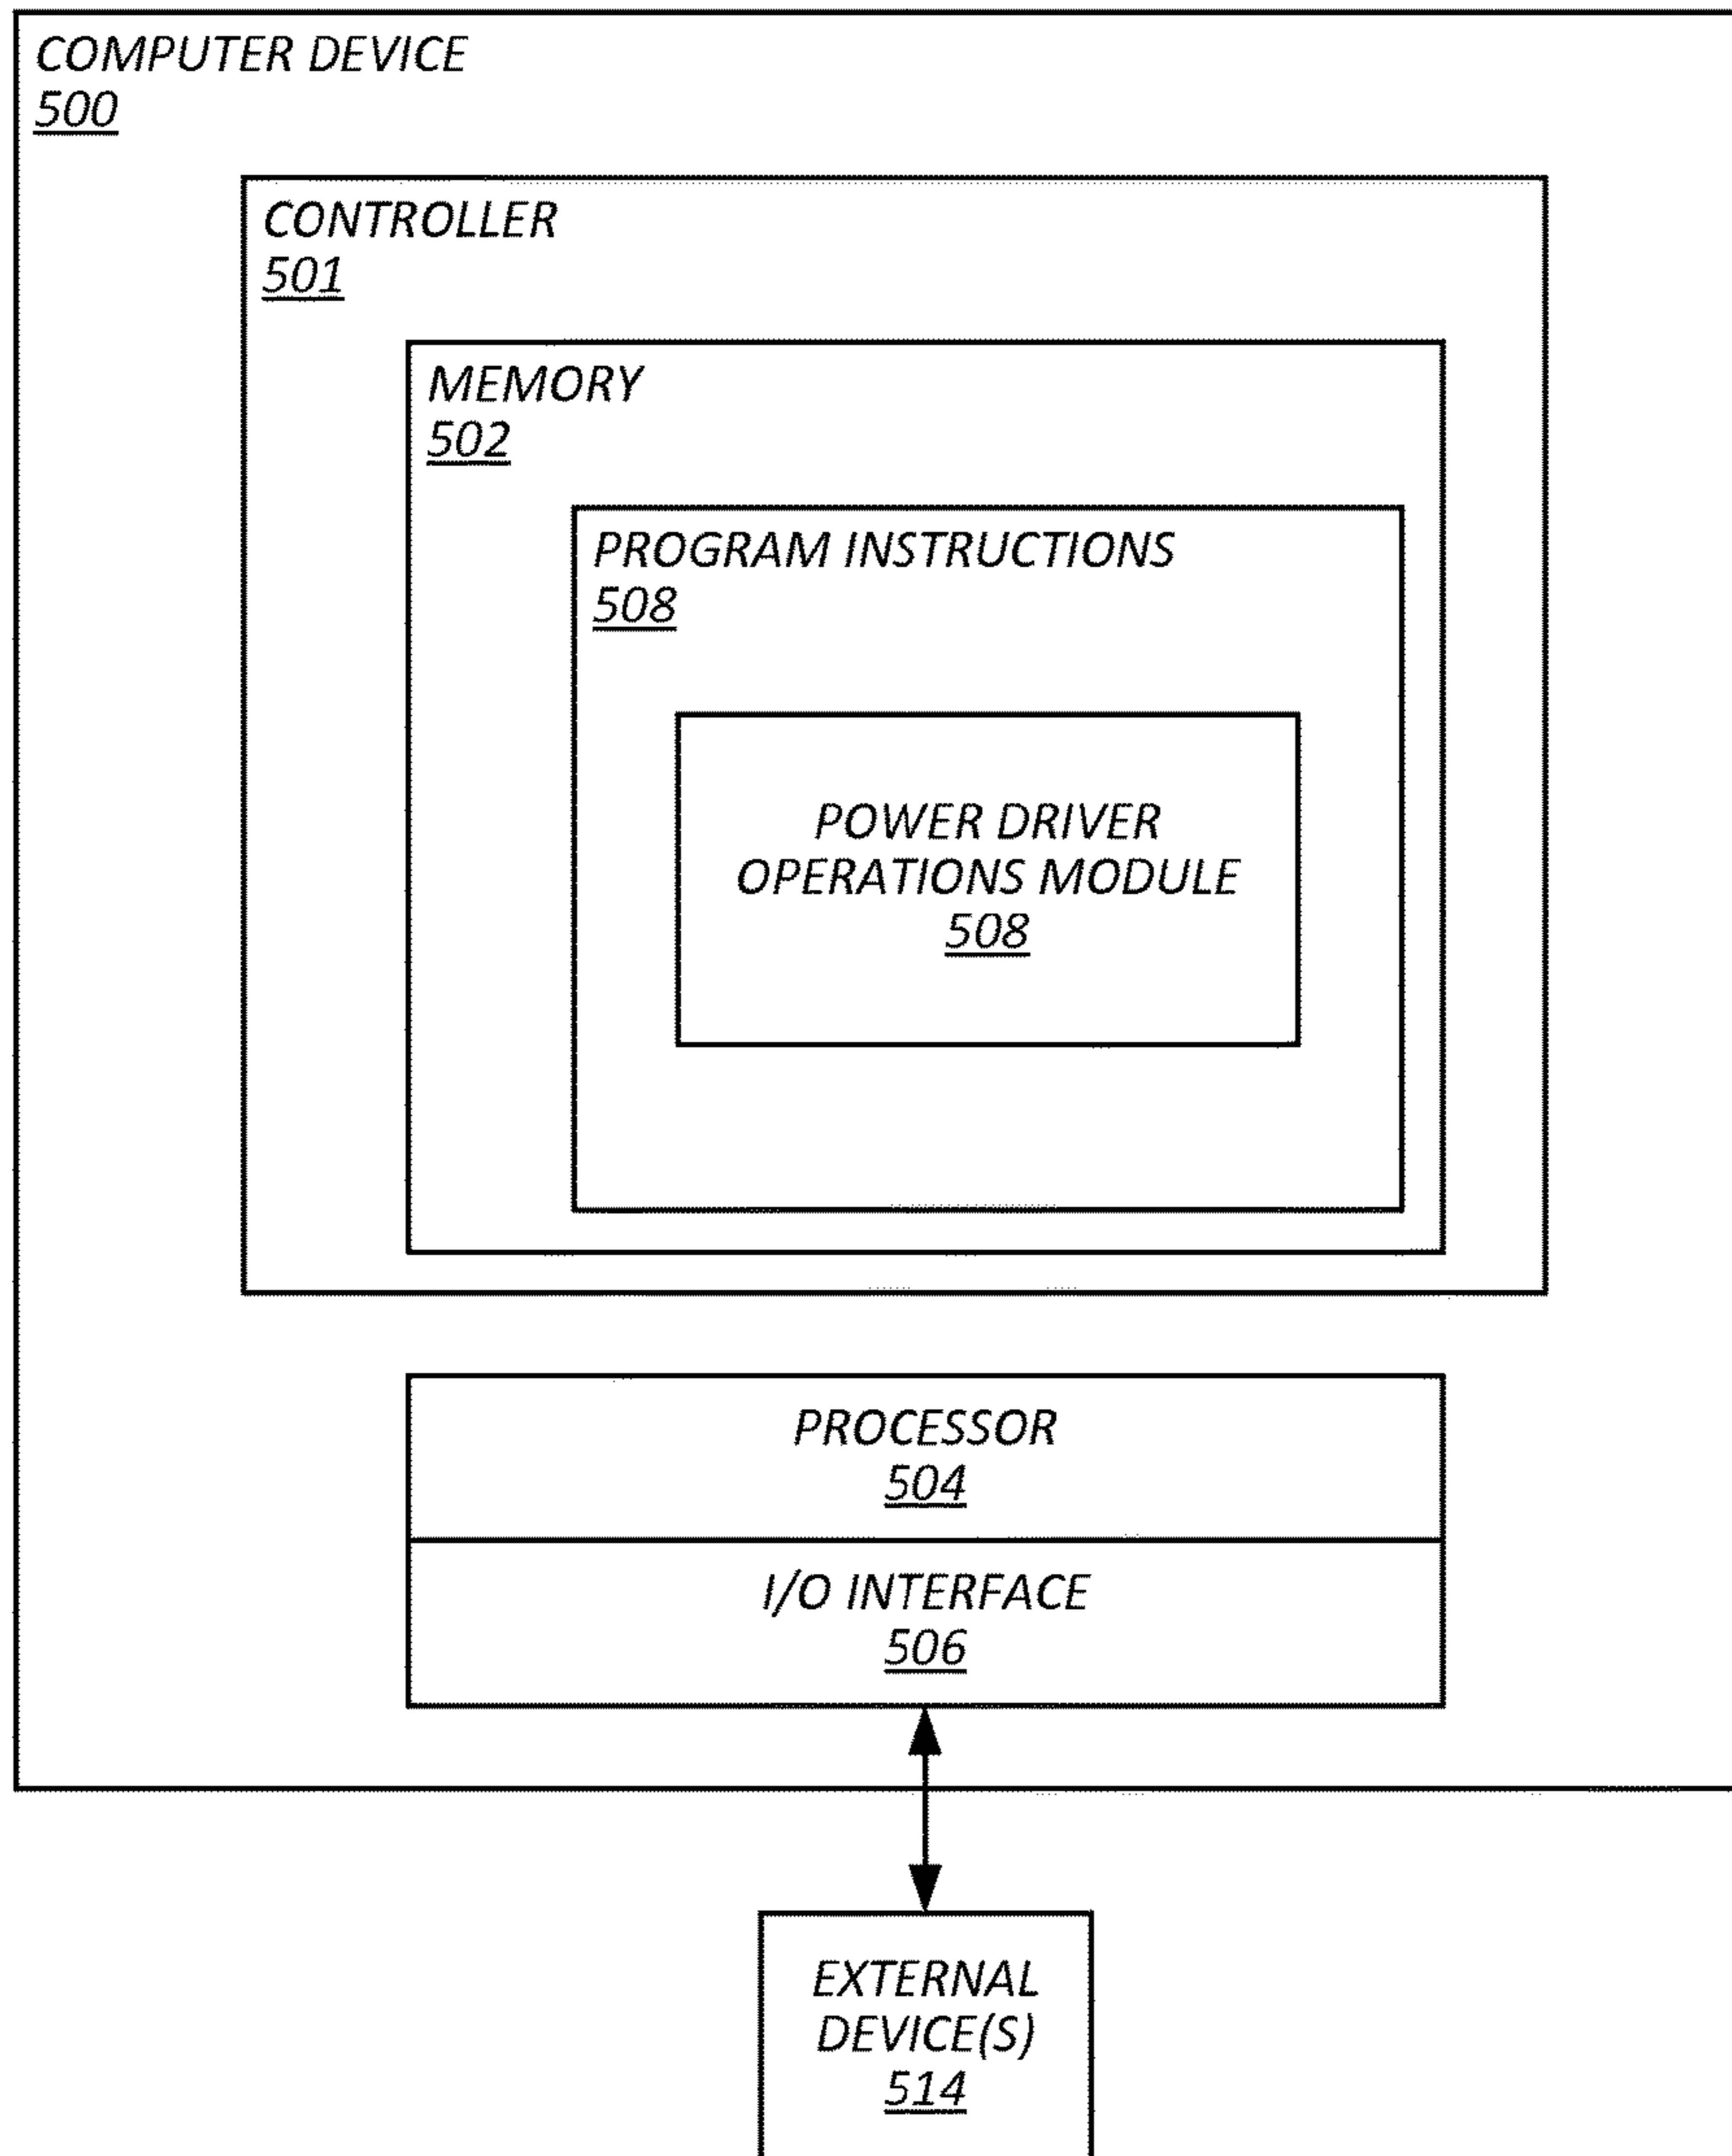 COMPUTER DEVICE
500
CONTROLLER
501
MEMORY
502
PROGRAM INSTRUCTIONS
508
POWER DRIVER
OPERATIONS MODULE
508
PROCESSOR
504
I/O INTERFACE
506
EXTERNAL
DEVICE(S)
514